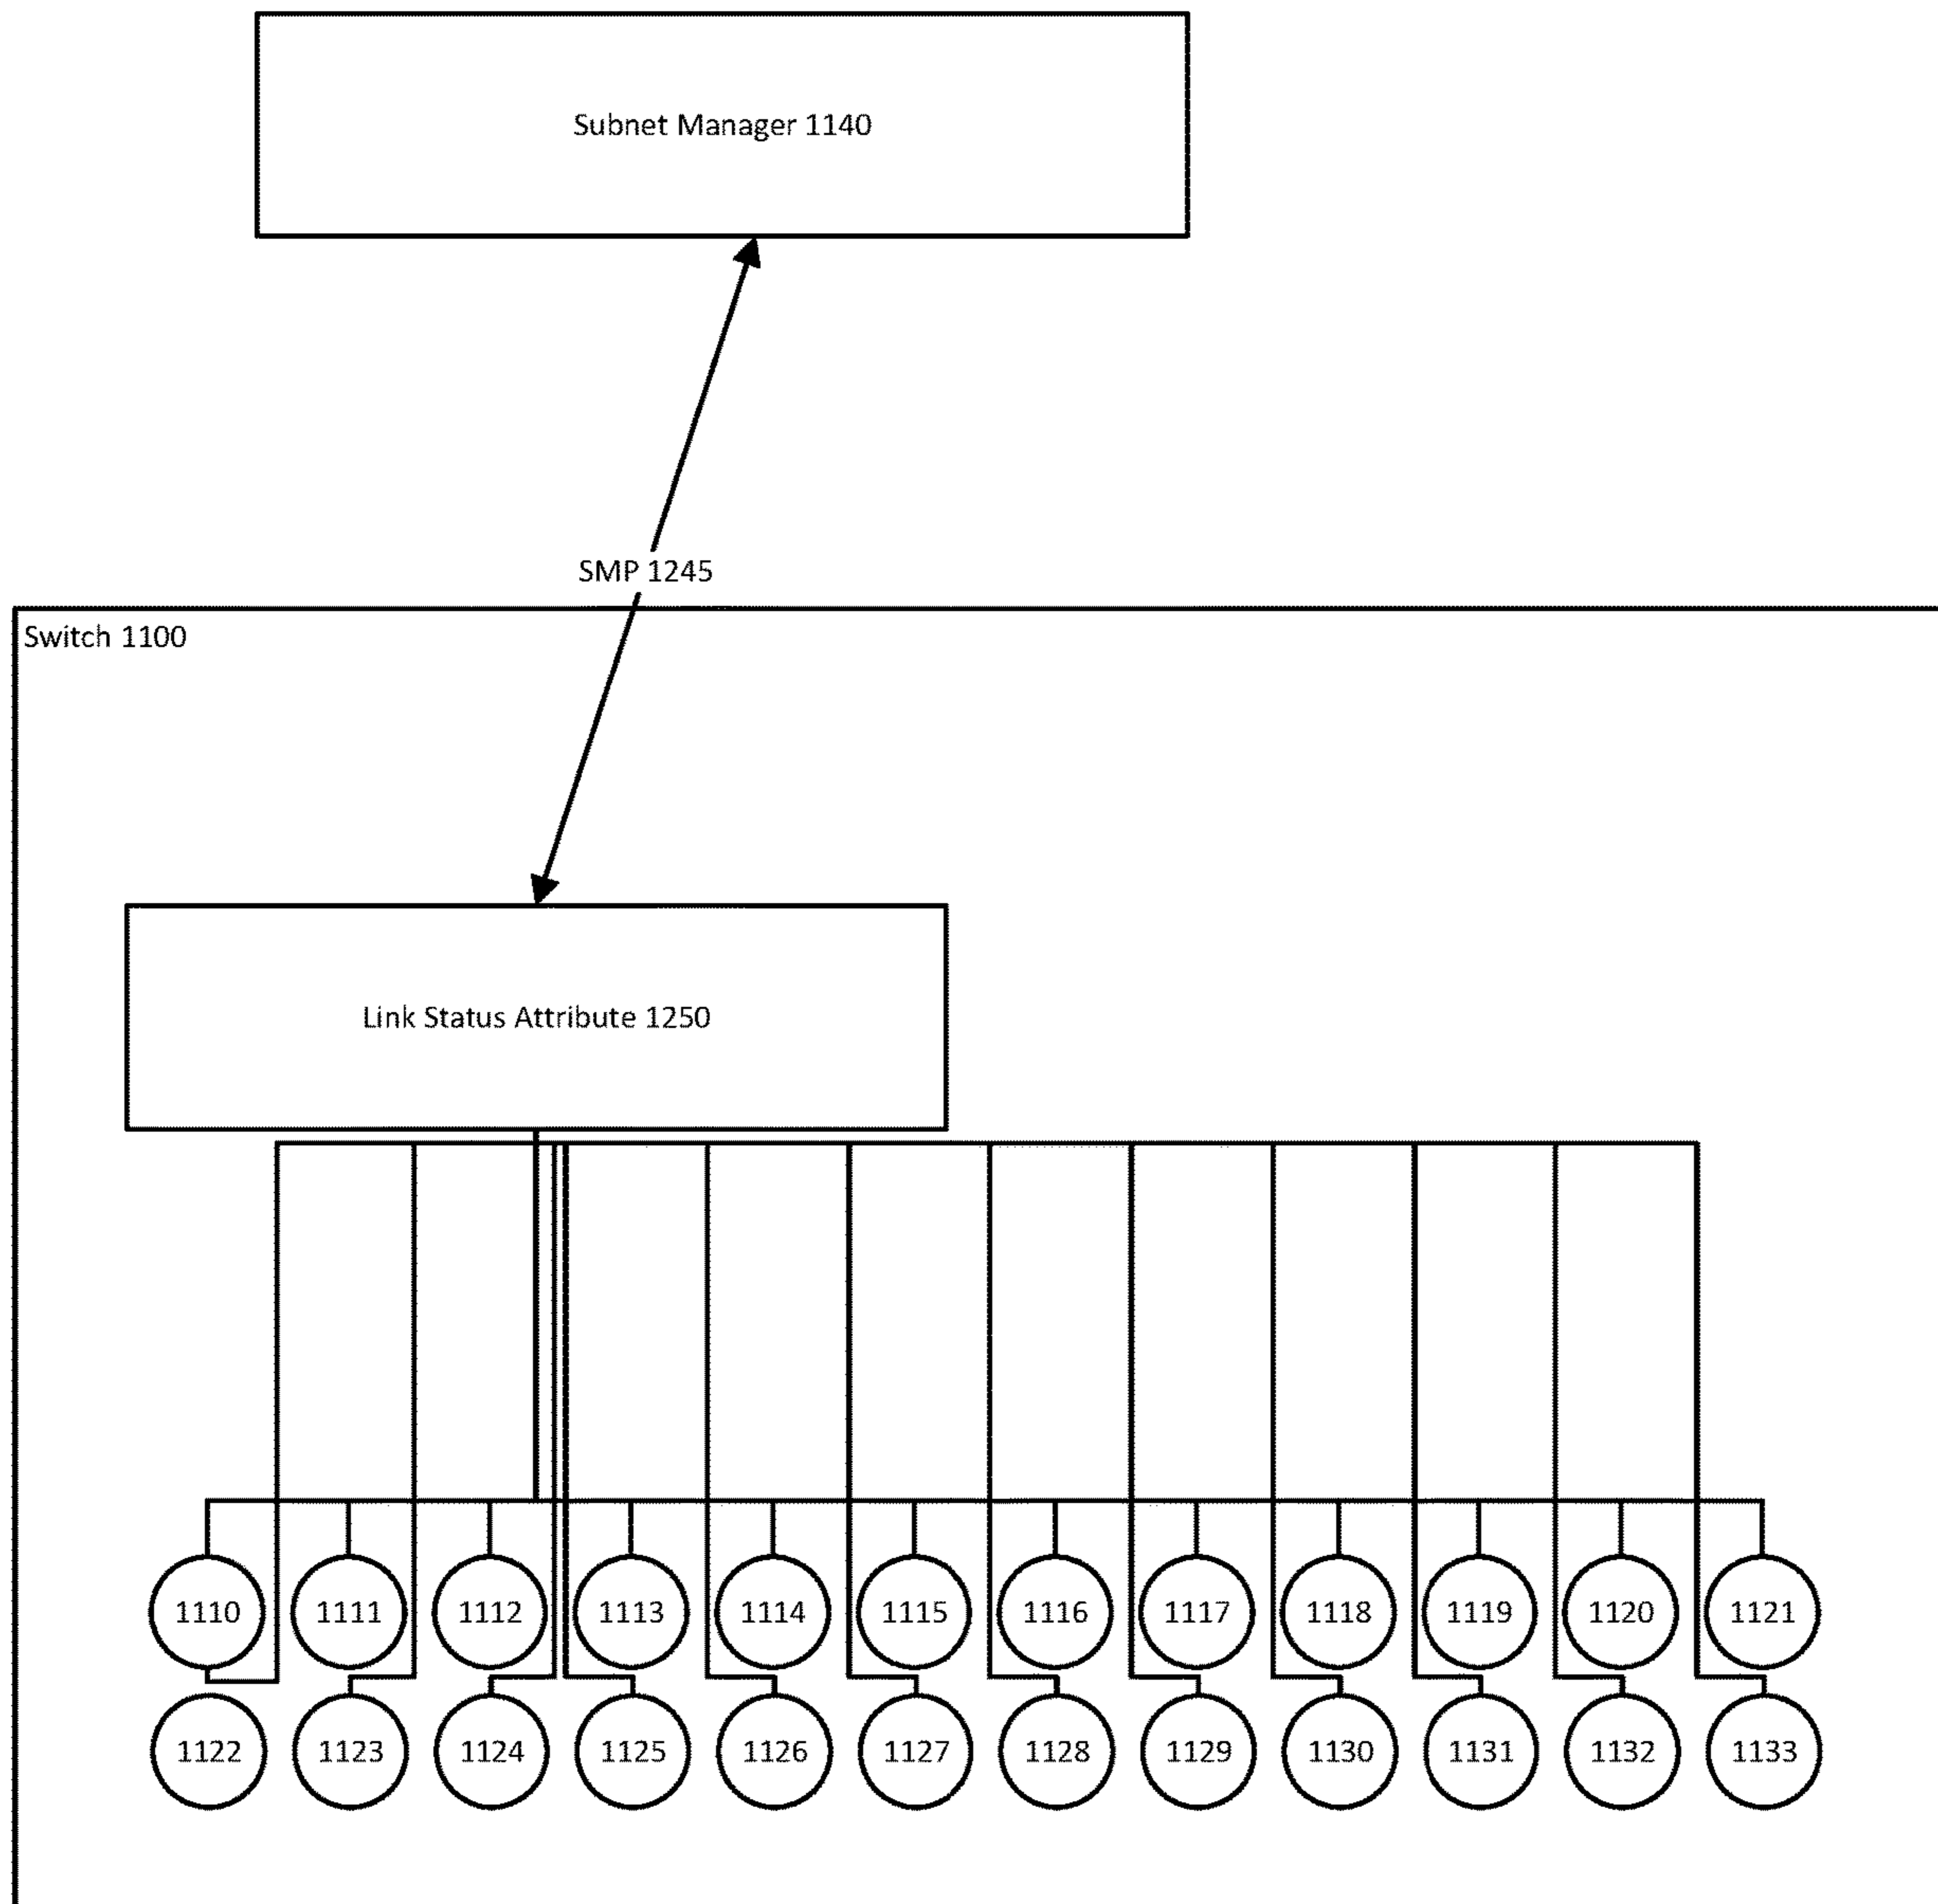 Subnet Manager 1140
SMP 1245
Switch 1100
Link Status Attribute 1250
1110 1111 1112 1113 1114 1115 1116 1117 1118 1119 1120 1121
1122 1123 1124 1125 1126 1127 1128 1129 1130 1131 1132 1133